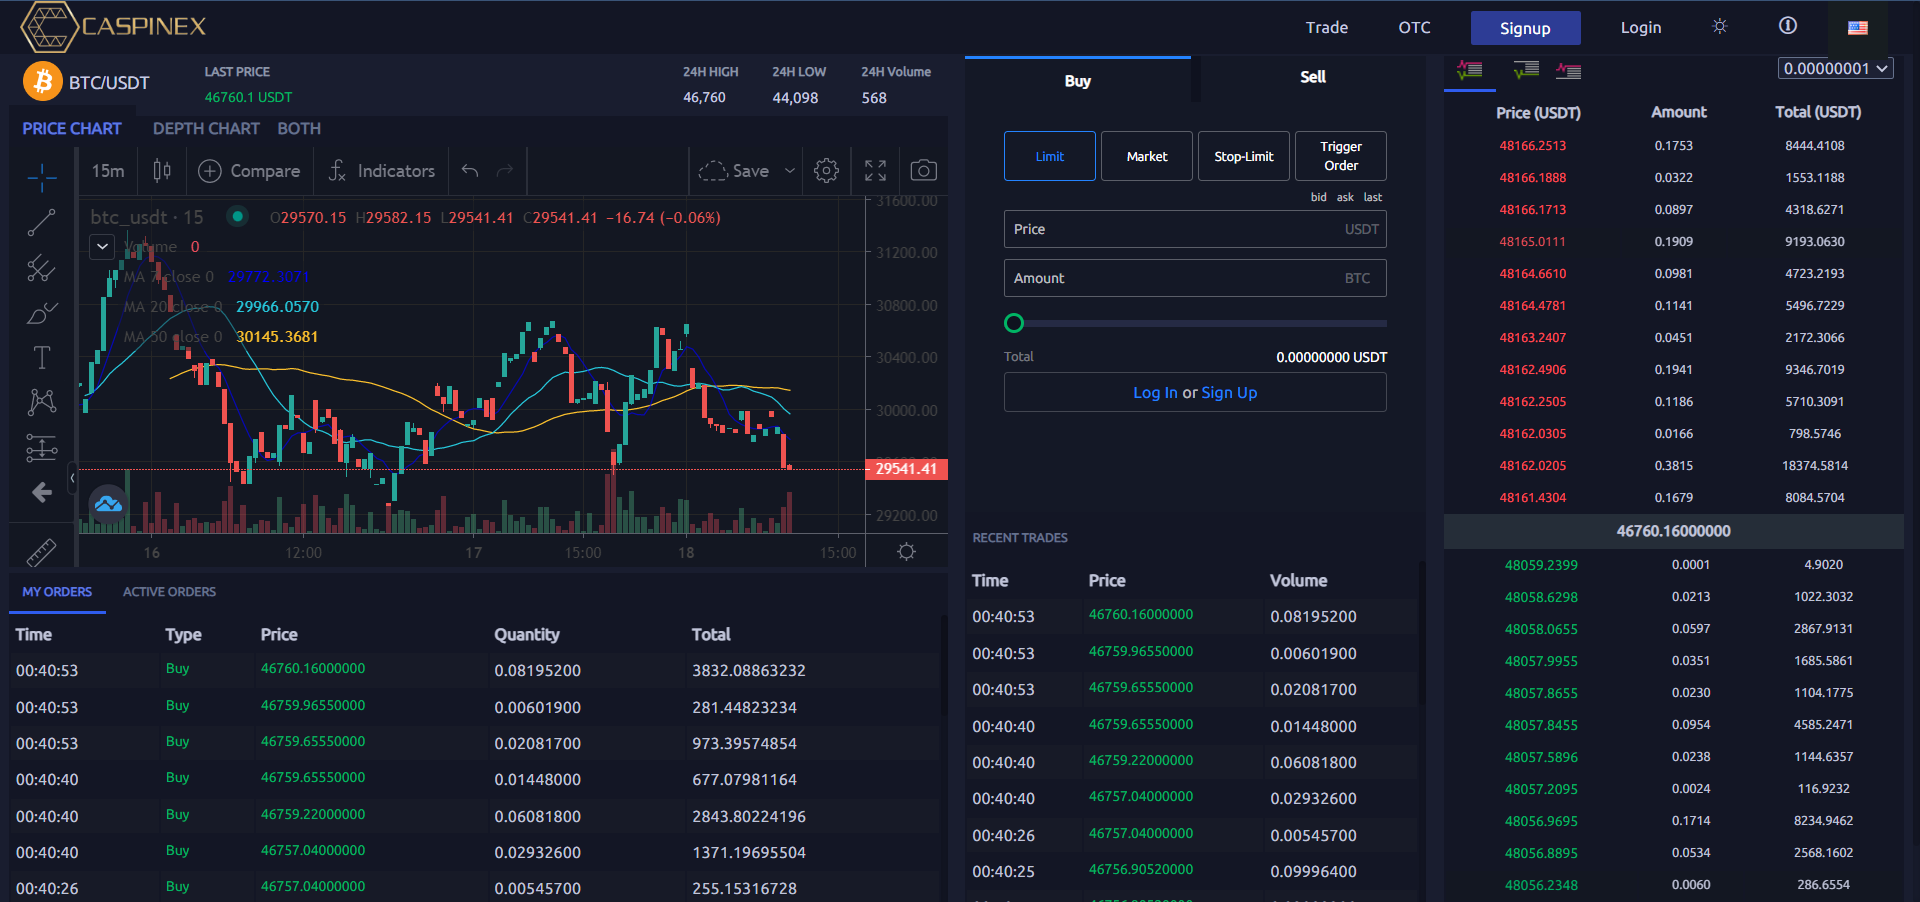 CASPINEX
Trade OTC Signup Login
BTC/USDT
LAST PRICE
46760.1 USDT
24H HIGH
46,760
24H LOW
44,098
24H Volume
568
PRICE CHART DEPTH CHART BOTH
15m Compare Indicators Save
btc_usdt · 15 O29570.15 H29582.15 L29541.41 C29541.41 −16.74 (−0.06%)
Volume 0
MA 7 close 0 29772.3071
MA 20 close 0 29966.0570
MA 50 close 0 30145.3681
31600.00
31200.00
30800.00
30400.00
30000.00
29541.41
29200.00
16 12:00 17 15:00 18 15:00
MY ORDERS ACTIVE ORDERS
Time Type Price Quantity Total
00:40:53 Buy 46760.16000000 0.08195200 3832.08863232
00:40:53 Buy 46759.96550000 0.00601900 281.44823234
00:40:53 Buy 46759.65550000 0.02081700 973.39574854
00:40:40 Buy 46759.65550000 0.01448000 677.07981164
00:40:40 Buy 46759.22000000 0.06081800 2843.80224196
00:40:40 Buy 46757.04000000 0.02932600 1371.19695504
00:40:26 Buy 46757.04000000 0.00545700 255.15316728
Buy Sell
Limit Market Stop-Limit Trigger Order
bid ask last
Price USDT
Amount BTC
Total 0.00000000 USDT
Log In or Sign Up
RECENT TRADES
Time Price Volume
00:40:53 46760.16000000 0.08195200
00:40:53 46759.96550000 0.00601900
00:40:53 46759.65550000 0.02081700
00:40:40 46759.65550000 0.01448000
00:40:40 46759.22000000 0.06081800
00:40:40 46757.04000000 0.02932600
00:40:26 46757.04000000 0.00545700
00:40:25 46756.90520000 0.09996400
0.00000001
Price (USDT) Amount Total (USDT)
48166.2513 0.1753 8444.4108
48166.1888 0.0322 1553.1188
48166.1713 0.0897 4318.6271
48165.0111 0.1909 9193.0630
48164.6610 0.0981 4723.2193
48164.4781 0.1141 5496.7229
48163.2407 0.0451 2172.3066
48162.4906 0.1941 9346.7019
48162.2505 0.1186 5710.3091
48162.0305 0.0166 798.5746
48162.0205 0.3815 18374.5814
48161.4304 0.1679 8084.5704
46760.16000000
48059.2399 0.0001 4.9020
48058.6298 0.0213 1022.3032
48058.0655 0.0597 2867.9131
48057.9955 0.0351 1685.5861
48057.8655 0.0230 1104.1775
48057.8455 0.0954 4585.2471
48057.5896 0.0238 1144.6357
48057.2095 0.0024 116.9232
48056.9695 0.1714 8234.9462
48056.8895 0.0534 2568.1602
48056.2348 0.0060 286.6554